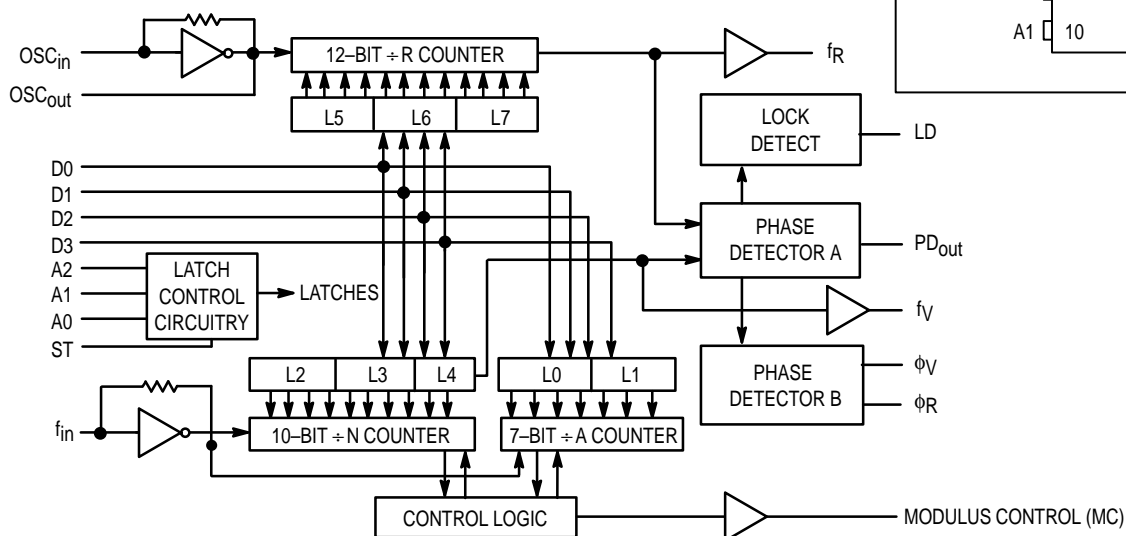 A1 10
OSCin
OSCout
12–BIT ÷ R COUNTER
fR
L5 L6 L7
LOCK
DETECT
LD
D0
D1
D2
D3
PHASE
DETECTOR A
PDout
A2
A1
A0
ST
LATCH
CONTROL
CIRCUITRY
LATCHES
fV
L2 L3 L4
L0 L1
PHASE
DETECTOR B
ϕV
ϕR
fin
10–BIT ÷ N COUNTER
7–BIT ÷ A COUNTER
CONTROL LOGIC
MODULUS CONTROL (MC)